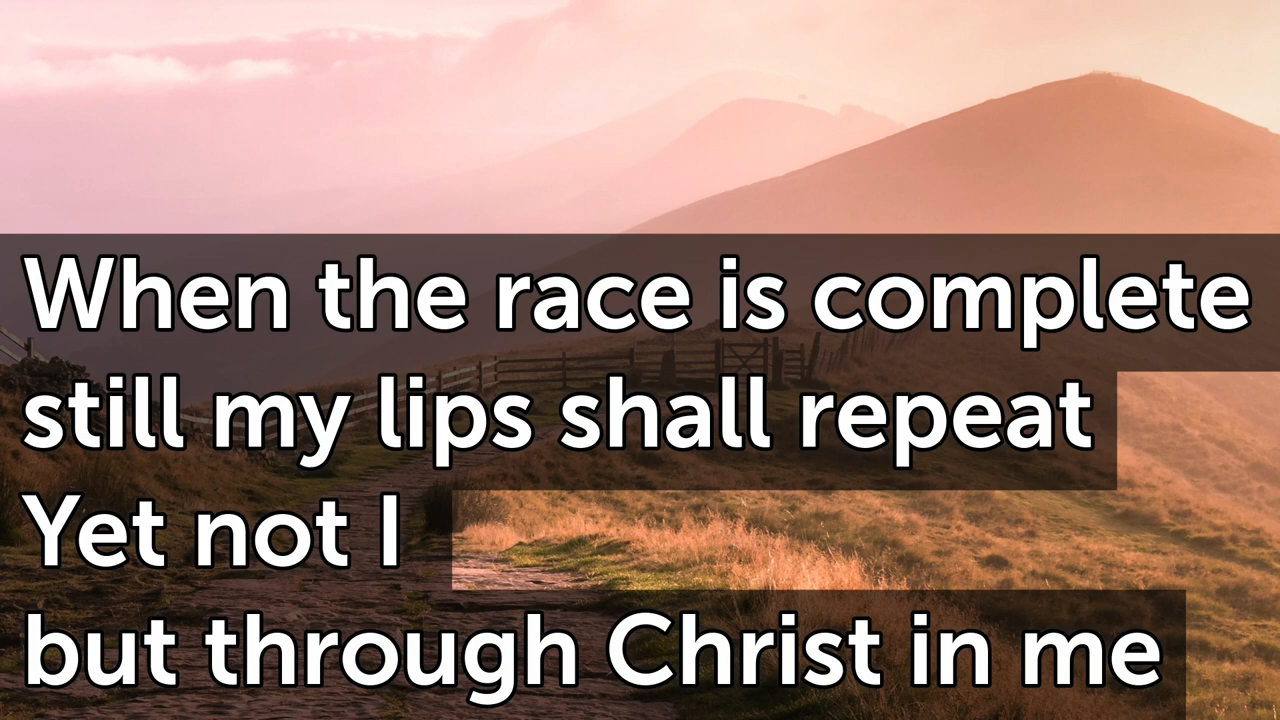 When the race is complete
still my lips shall repeat
Yet not I
but through Christ in me